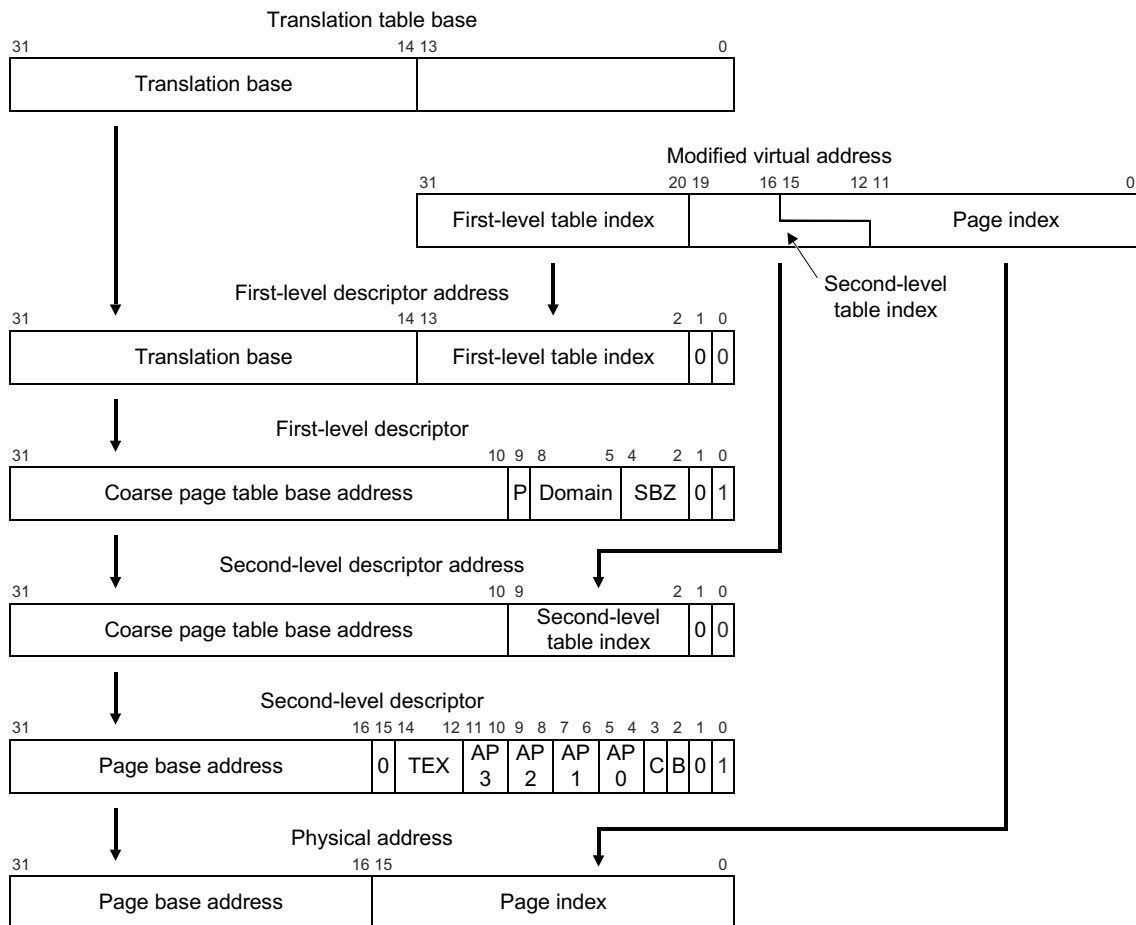 Translation table base
31 14 13 0
Translation base
Modified virtual address
31 20 19 16 15 12 11 0
First-level table index Page index
Second-level
table index
First-level descriptor address
31 14 13 2 1 0
Translation base First-level table index 0 0
First-level descriptor
31 10 9 8 5 4 2 1 0
Coarse page table base address P Domain SBZ 0 1
Second-level descriptor address
31 10 9 2 1 0
Coarse page table base address Second-level
table index 0 0
Second-level descriptor
31 16 15 14 12 11 10 9 8 7 6 5 4 3 2 1 0
Page base address 0 TEX AP
3 AP
2 AP
1 AP
0 C B 0 1
Physical address
31 16 15 0
Page base address Page index